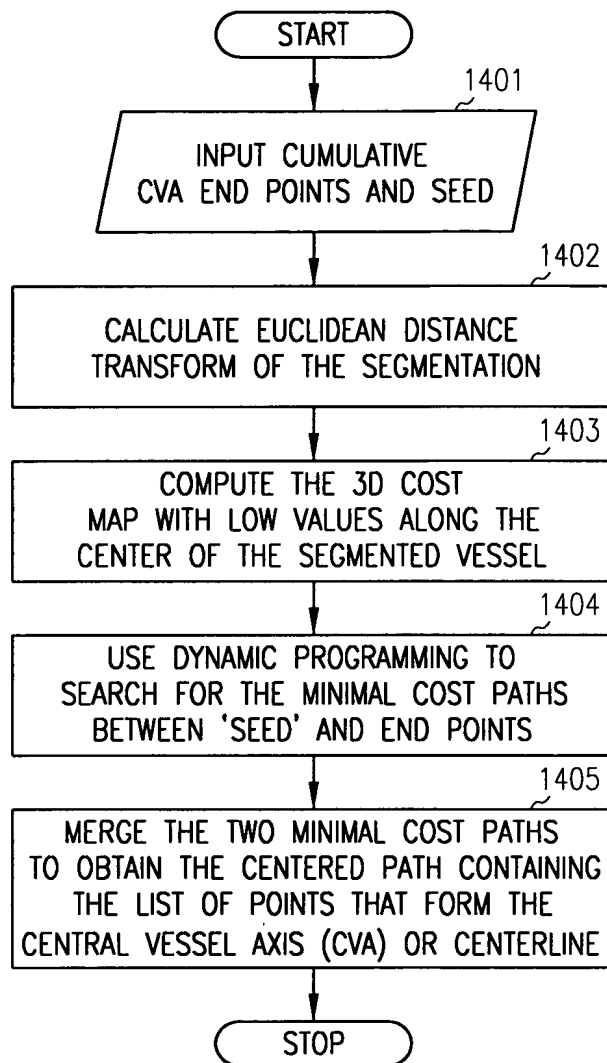 START
1401
INPUT CUMULATIVE
CVA END POINTS AND SEED
1402
CALCULATE EUCLIDEAN DISTANCE
TRANSFORM OF THE SEGMENTATION
1403
COMPUTE THE 3D COST
MAP WITH LOW VALUES ALONG THE
CENTER OF THE SEGMENTED VESSEL
1404
USE DYNAMIC PROGRAMMING TO
SEARCH FOR THE MINIMAL COST PATHS
BETWEEN 'SEED' AND END POINTS
1405
MERGE THE TWO MINIMAL COST PATHS
TO OBTAIN THE CENTERED PATH CONTAINING
THE LIST OF POINTS THAT FORM THE
CENTRAL VESSEL AXIS (CVA) OR CENTERLINE
STOP